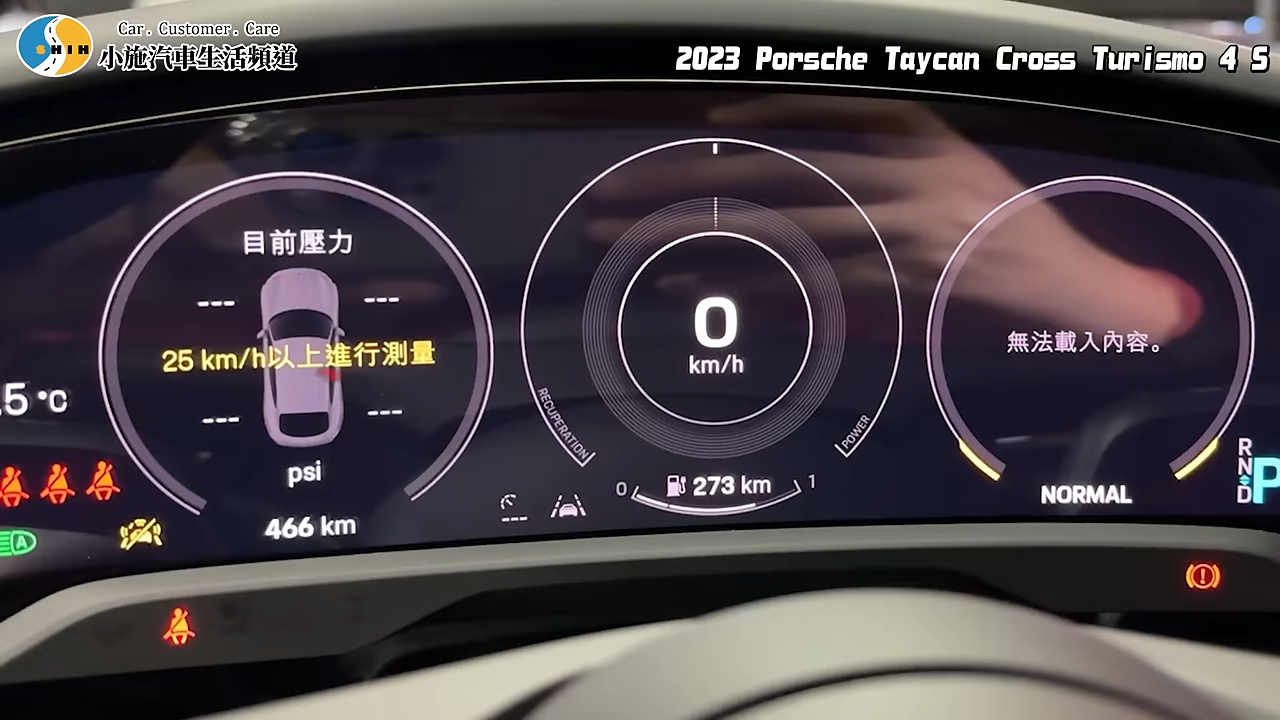 Car. Customer. Care
SHIH
小施汽車生活頻道
2023 Porsche Taycan Cross Turismo 4 S
目前壓力
--- ---
25 km/h以上進行測量
--- ---
psi
466 km
.5 °C
A
0
km/h
RECUPERATION
POWER
---
0 273 km 1
無法載入內容。
NORMAL
R
N
D
P